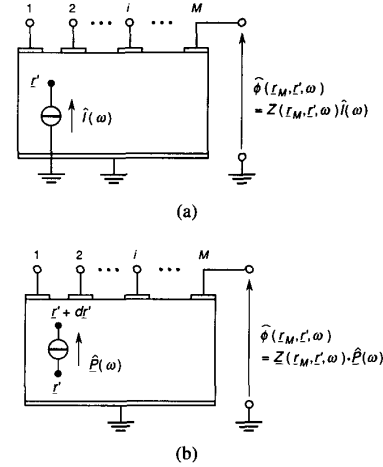 1 2 ••• i ••• M
r'
Î(ω)
φ̂(r_M, r', ω)
= Z(r_M, r', ω)Î(ω)
(a)
1 2 ••• i ••• M
r' + dr'
P̂(ω)
r'
φ̂(r_M, r', ω)
= Z(r_M, r', ω)•P̂(ω)
(b)